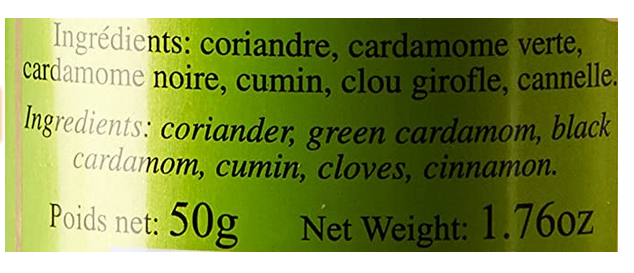 Ingrédients: coriandre, cardamome verte,
cardamome noire, cumin, clou girofle, cannelle.
Ingredients: coriander, green cardamom, black
cardamom, cumin, cloves, cinnamon.
Poids net: 50g Net Weight: 1.76oz